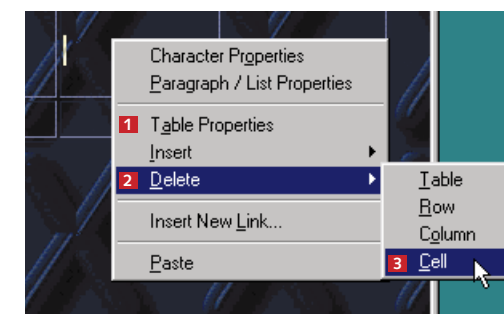 Character Properties
Paragraph / List Properties
1 Table Properties
Insert
2 Delete
Insert New Link...
Paste
Table
Row
Column
3 Cell